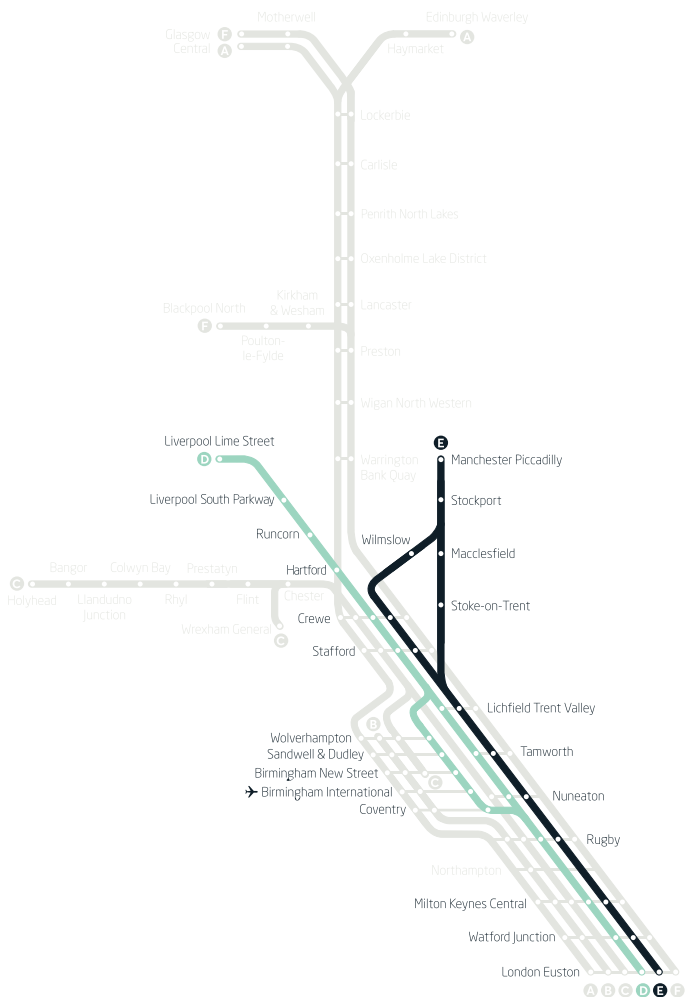 Motherwell
Edinburgh Waverley
Glasgow
Central
F
A
Haymarket
A
Lockerbie
Carlisle
Penrith North Lakes
Oxenholme Lake District
Kirkham
& Wesham
Blackpool North
Lancaster
F
Poulton-
le-Fylde
Preston
Wigan North Western
Liverpool Lime Street
E
D
Warrington
Bank Quay
Manchester Piccadilly
Liverpool South Parkway
Stockport
Runcorn
Wilmslow
Macclesfield
Bangor
Colwyn Bay
Prestatyn
Hartford
C
Holyhead
Llandudno
Junction
Rhyl
Flint
Chester
Stoke-on-Trent
Wrexham General
C
Crewe
Stafford
Lichfield Trent Valley
B
Wolverhampton
Sandwell & Dudley
Tamworth
Birmingham New Street
C
Birmingham International
Nuneaton
Coventry
Rugby
Northampton
Milton Keynes Central
Watford Junction
London Euston
A B C D E F